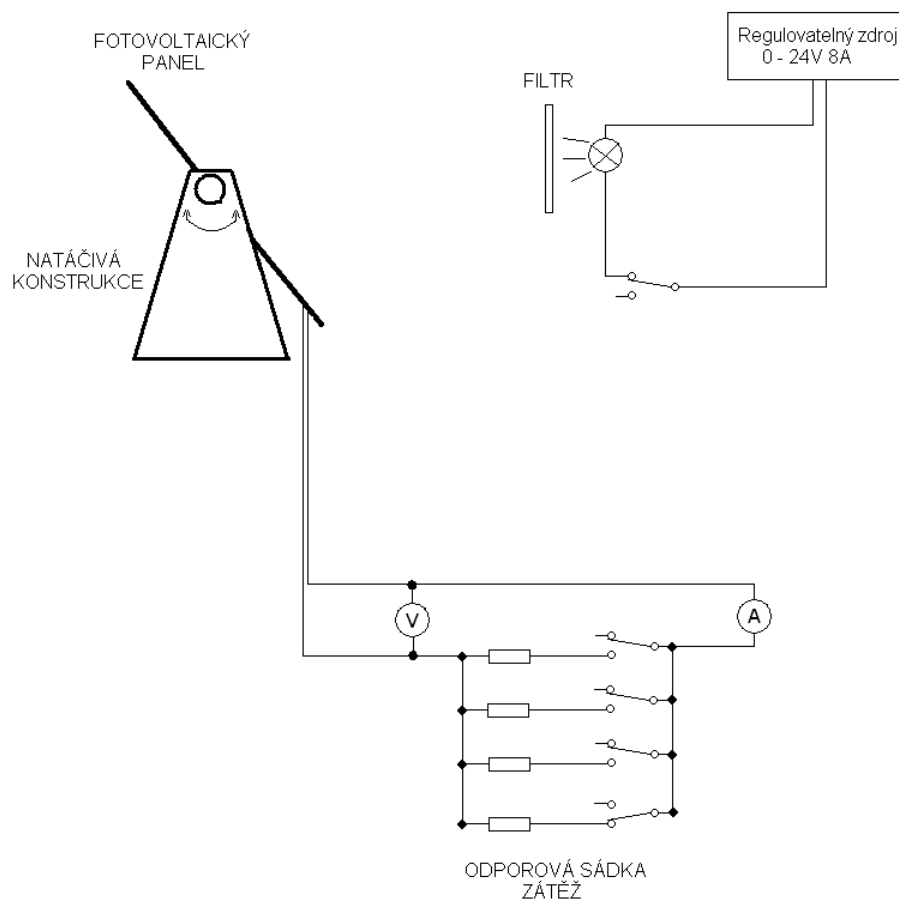 FOTOVOLTAICKÝ
PANEL
Regulovatelný zdroj
0 - 24V 8A
FILTR
NATÁČIVÁ
KONSTRUKCE
V
A
ODPOROVÁ SÁDKA
ZÁTĚŽ